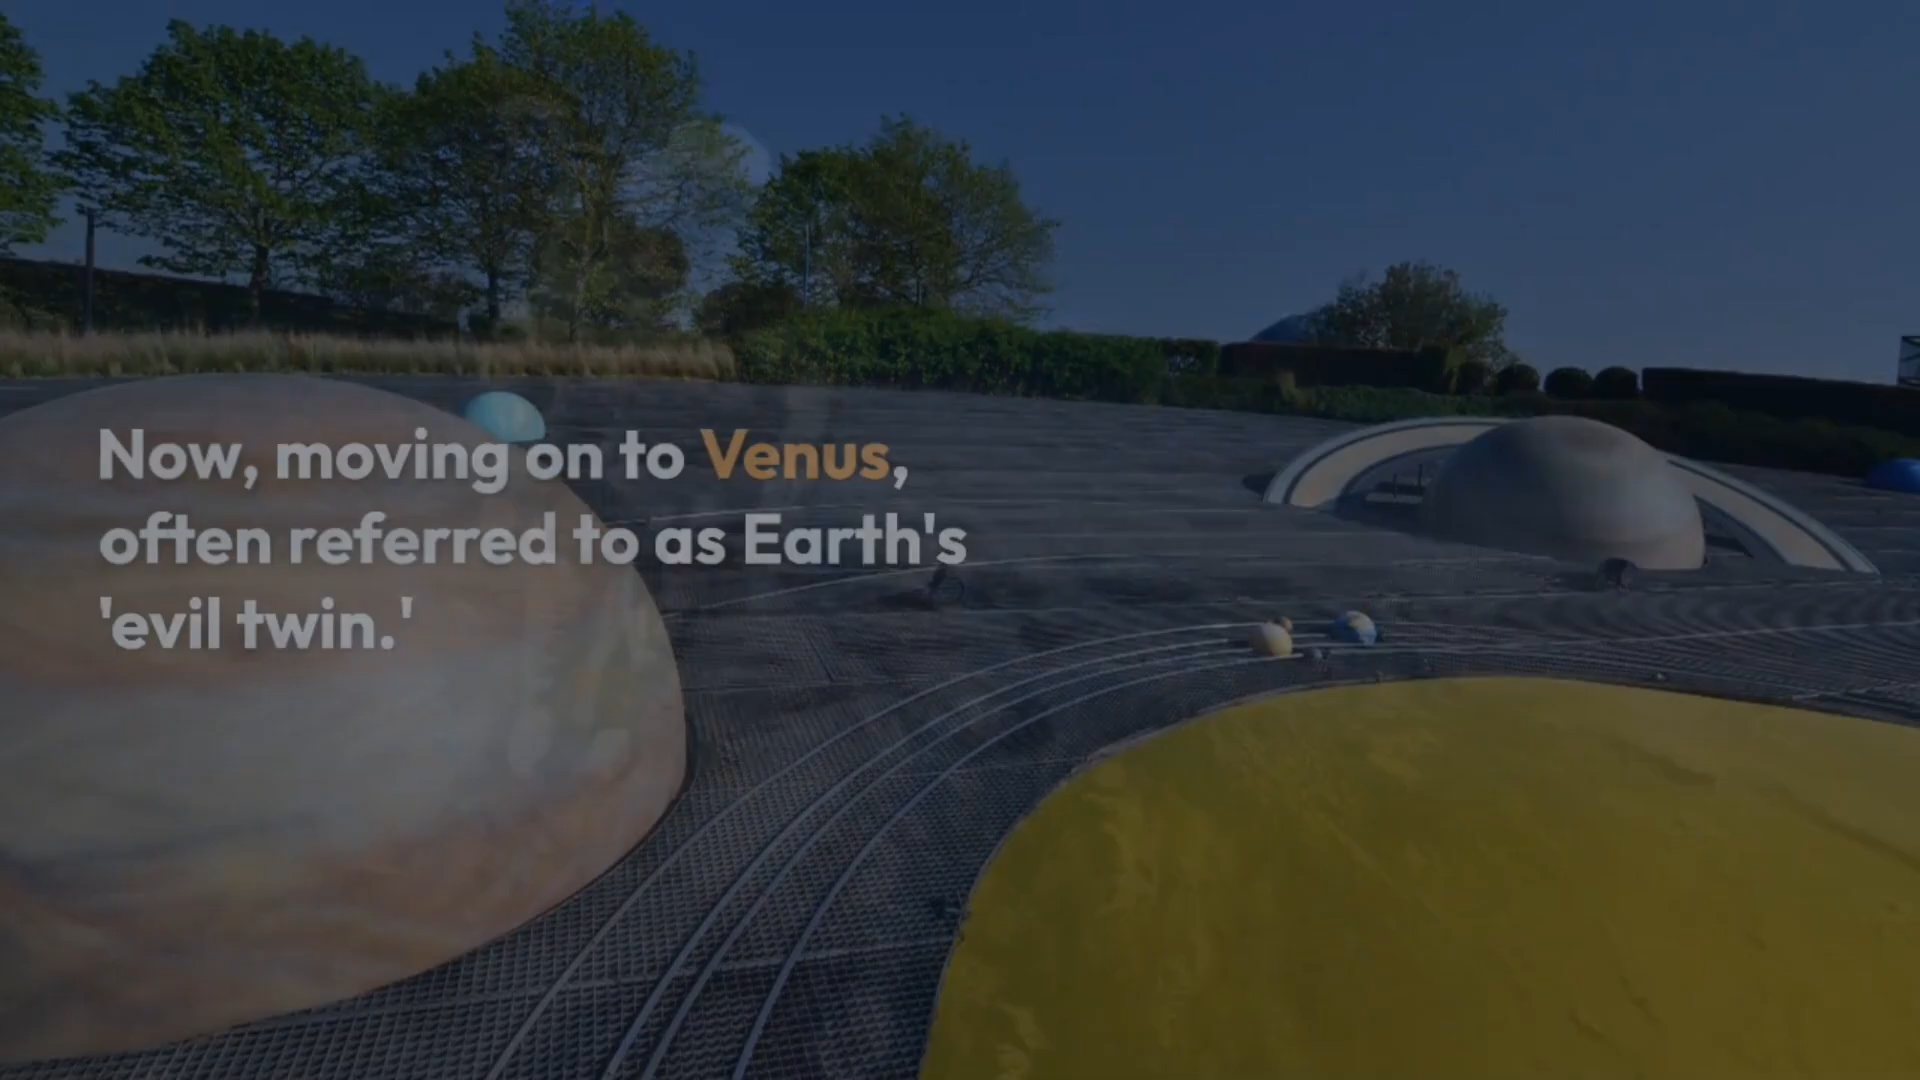 Now, moving on to Venus,
often referred to as Earth's
'evil twin.'